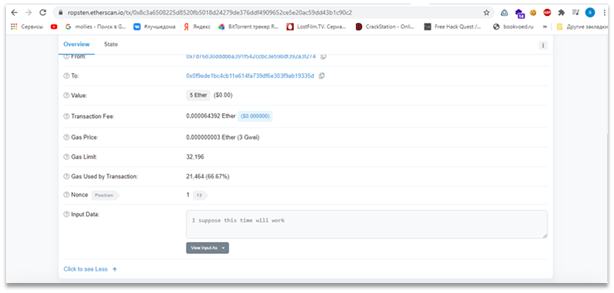 ropsten.etherscan.io/tx/0x8c3a6508225d8520fb5018d24279de376ddf4909652ce5e20ac59dd43b1c90c2
Сервисы mollies - Поиск в G... #Клучшедома Яндекс BitTorrent трекер R... LostFilm.TV. Сериа... CrackStation - Onli... Free Hack Quest /... bookvoed.ru Другие закладки
Overview State
From:
To: 0x0f9ede1bc4cb11e614fa739df6e303f9ab19335d
Value: 5 Ether ($0.00)
Transaction Fee: 0.000064392 Ether ($0.000000)
Gas Price: 0.000000003 Ether (3 Gwei)
Gas Limit: 32,196
Gas Used by Transaction: 21,464 (66.67%)
Nonce Position 1 13
Input Data: I suppose this time will work
View Input As
Click to see Less